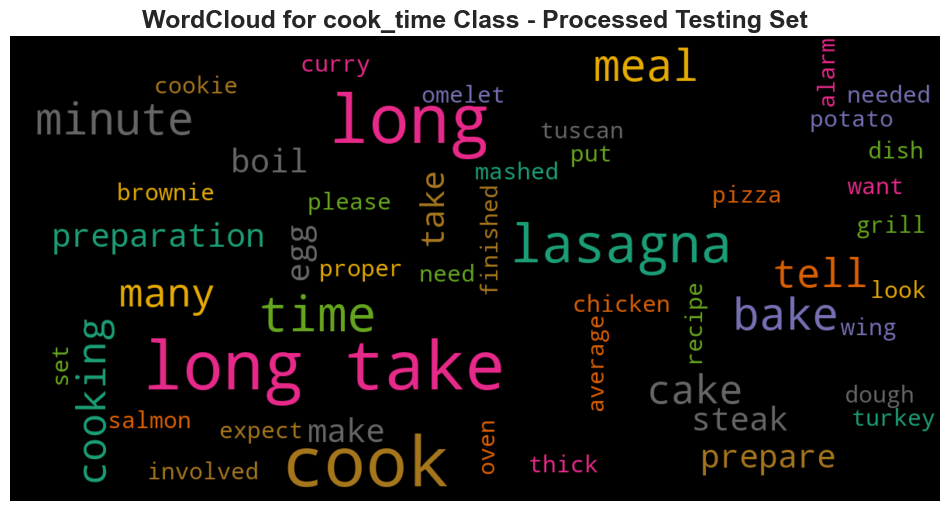 WordCloud for cook_time Class - Processed Testing Set
curry
meal
alarm
cookie
omelet
needed
minute
long
potato
tuscan
put
dish
boil
mashed
brownie
please
take
finished
pizza
want
grill
preparation
egg
proper
need
lasagna
tell
look
many
time
chicken
recipe
bake
wing
average
set
cooking
long take
cake
dough
salmon
expect
make
steak
turkey
involved
cook
oven
thick
prepare